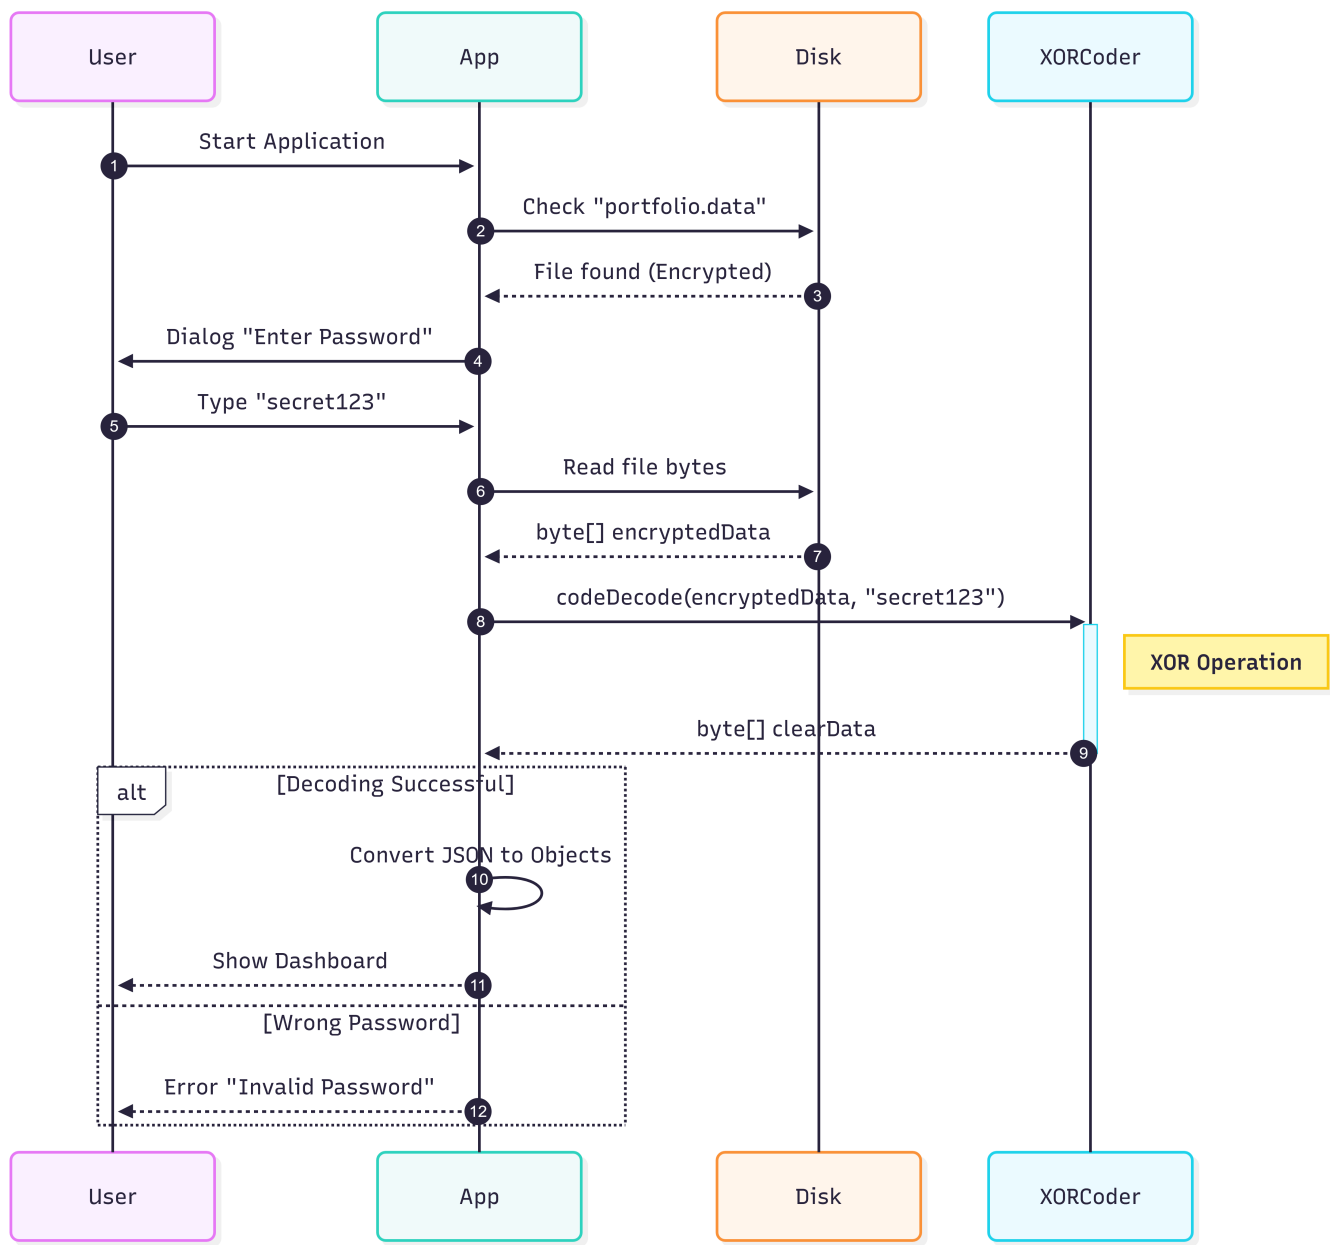 User
App
Disk
XORCoder
Start Application
1
Check "portfolio.data"
2
File found (Encrypted)
3
Dialog "Enter Password"
4
Type "secret123"
5
Read file bytes
6
byte[] encryptedData
7
codeDecode(encryptedData, "secret123")
8
XOR Operation
byte[] clearData
9
alt
[Decoding Successful]
Convert JSON to Objects
10
Show Dashboard
11
[Wrong Password]
Error "Invalid Password"
12
User
App
Disk
XORCoder